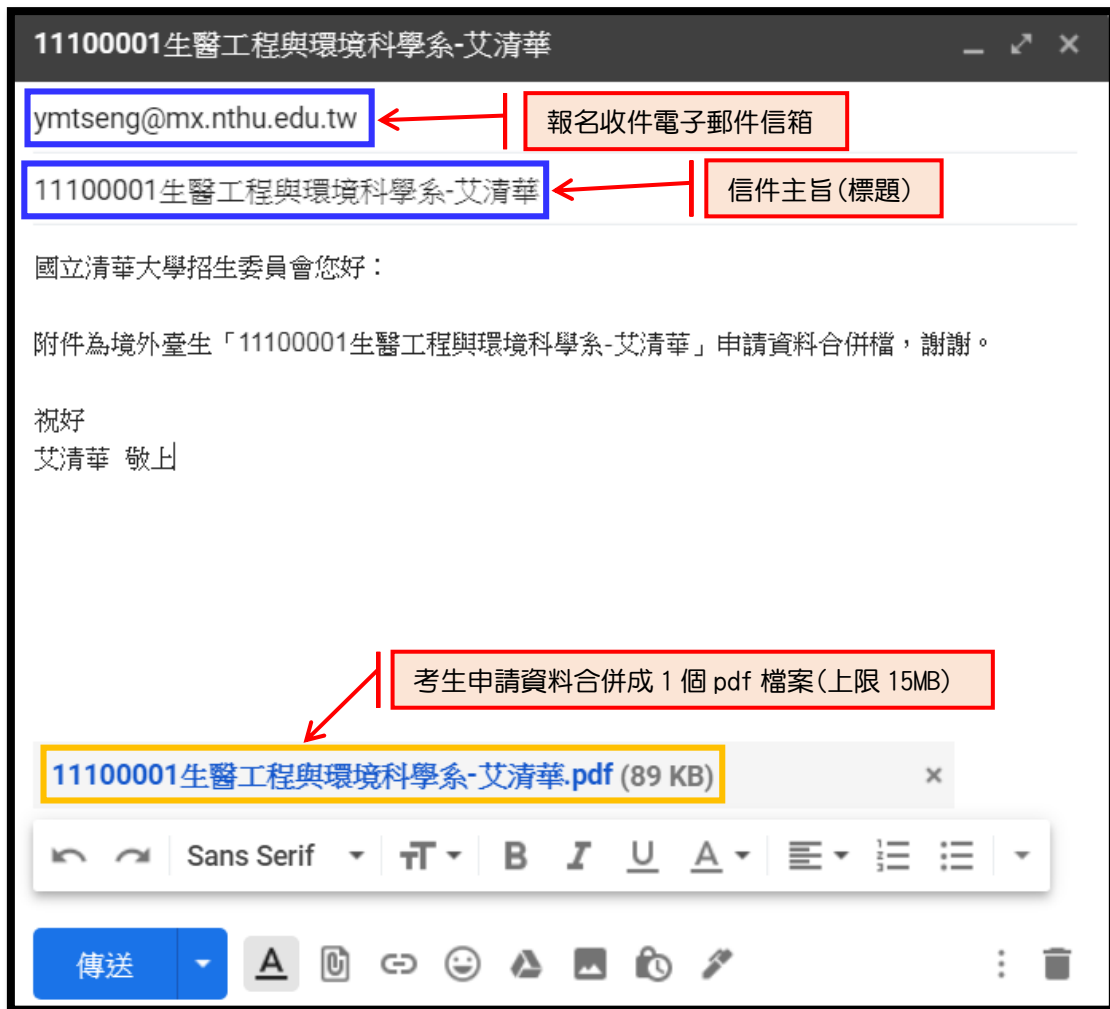 11100001生醫工程與環境科學系-艾清華
ymtseng@mx.nthu.edu.tw
報名收件電子郵件信箱
11100001生醫工程與環境科學系-艾清華
信件主旨(標題)
國立清華大學招生委員會您好：
附件為境外臺生「11100001生醫工程與環境科學系-艾清華」申請資料合併檔，謝謝。
祝好
艾清華 敬上
考生申請資料合併成 1 個 pdf 檔案(上限 15MB)
11100001生醫工程與環境科學系-艾清華.pdf (89 KB)
Sans Serif
傳送